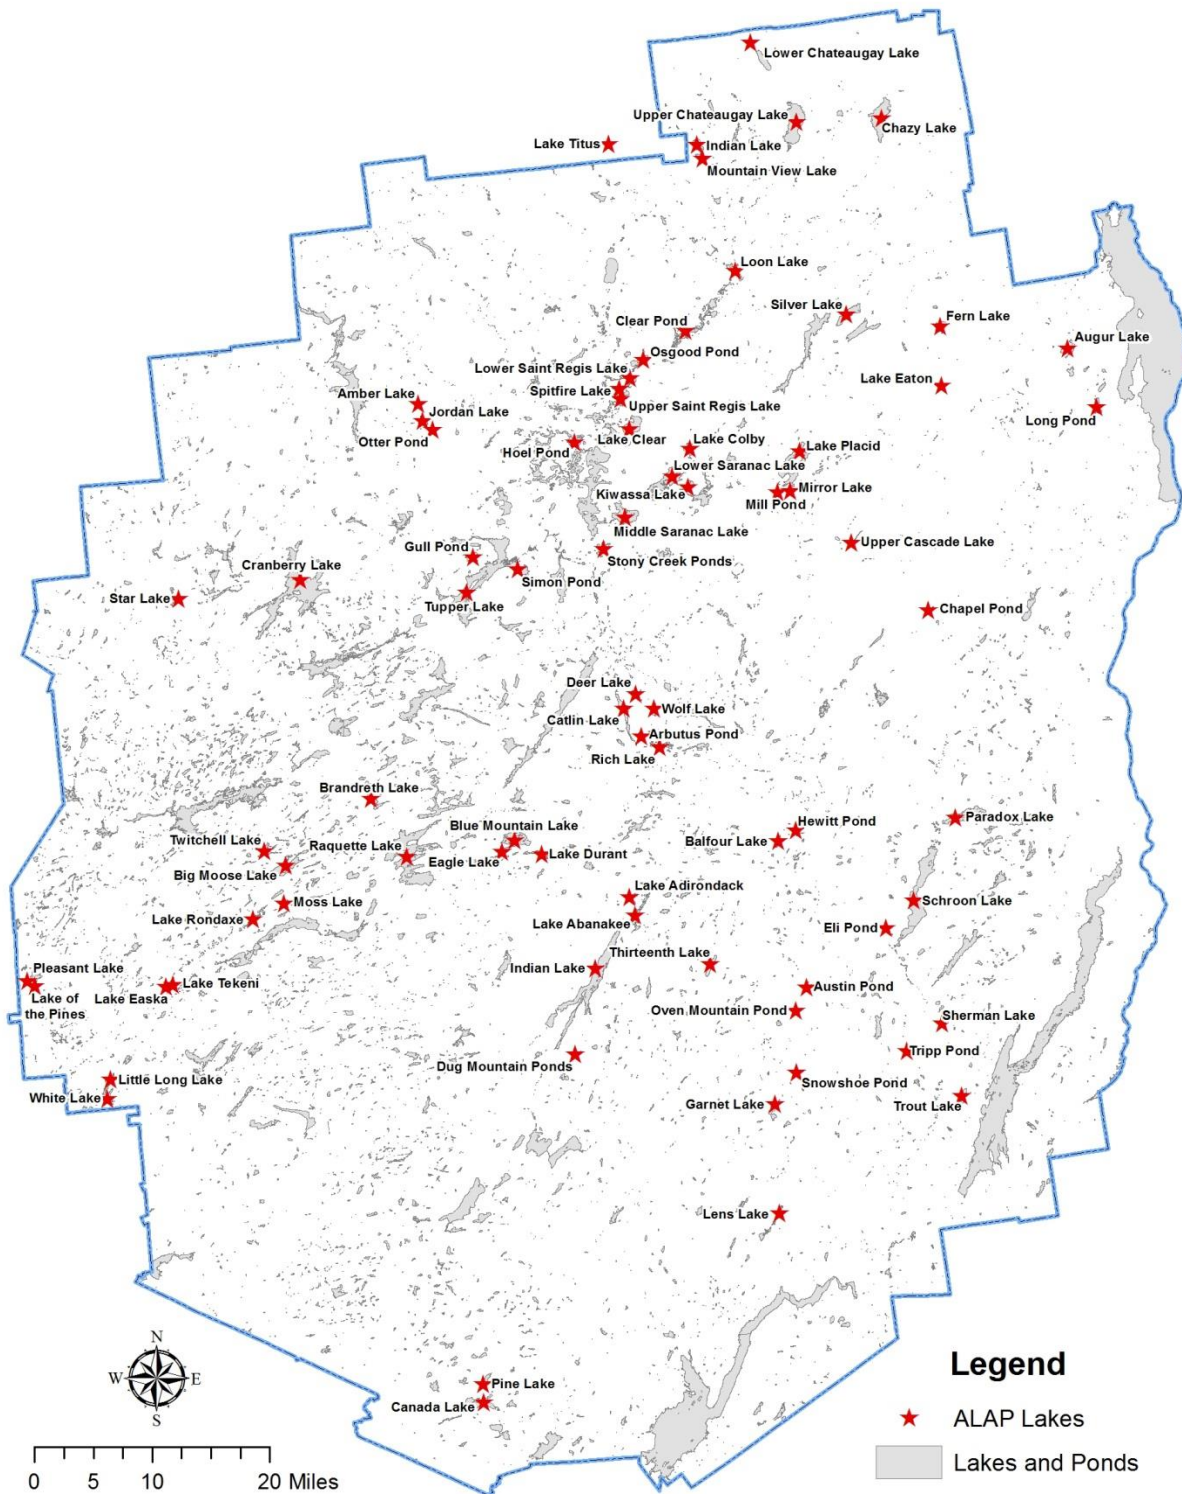 Lower Chateaugay Lake
Upper Chateaugay Lake
Chazy Lake
Lake Titus
Indian Lake
Mountain View Lake
Loon Lake
Silver Lake
Clear Pond
Fern Lake
Augur Lake
Osgood Pond
Lower Saint Regis Lake
Lake Eaton
Spitfire Lake
Amber Lake
Upper Saint Regis Lake
Long Pond
Jordan Lake
Otter Pond
Lake Clear
Hoel Pond
Lake Colby
Lake Placid
Lower Saranac Lake
Kiwassa Lake
Mirror Lake
Mill Pond
Middle Saranac Lake
Upper Cascade Lake
Gull Pond
Stony Creek Ponds
Cranberry Lake
Simon Pond
Star Lake
Tupper Lake
Chapel Pond
Deer Lake
Catlin Lake
Wolf Lake
Arbutus Pond
Rich Lake
Brandreth Lake
Paradox Lake
Hewitt Pond
Blue Mountain Lake
Twitchell Lake
Raquette Lake
Balfour Lake
Eagle Lake
Lake Durant
Big Moose Lake
Lake Adirondack
Moss Lake
Schroon Lake
Lake Rondaxe
Lake Abanakee
Eli Pond
Thirteenth Lake
Pleasant Lake
Indian Lake
Lake Tekeni
Lake of
the Pines
Lake Easka
Austin Pond
Oven Mountain Pond
Sherman Lake
Tripp Pond
Dug Mountain Ponds
Little Long Lake
Snowshoe Pond
White Lake
Garnet Lake
Trout Lake
Lens Lake
Pine Lake
Canada Lake
N
W
E
S
0 5 10 20 Miles
Legend
ALAP Lakes
Lakes and Ponds